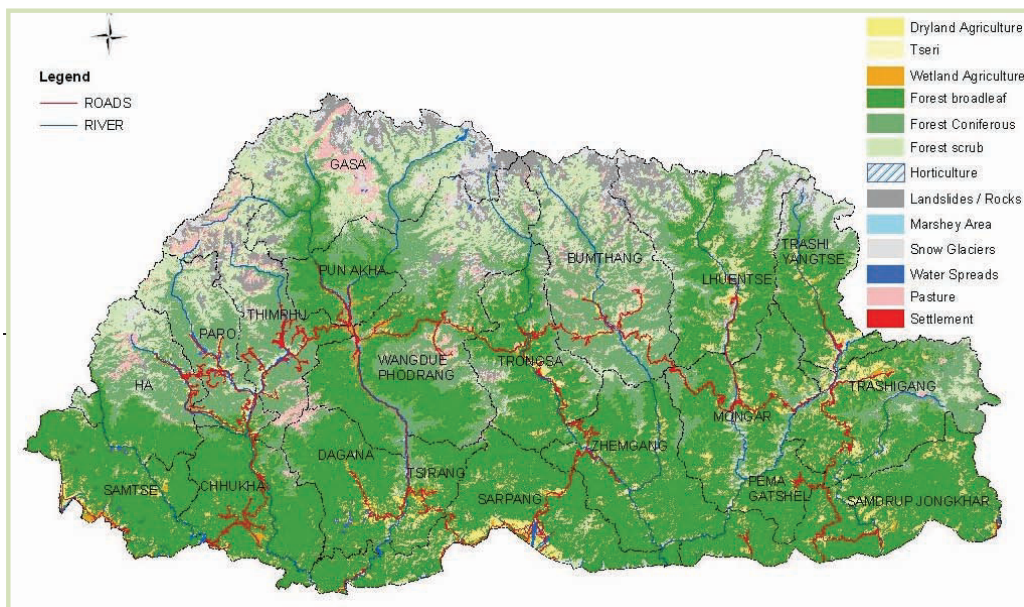 Legend
ROADS
RIVER
Dryland Agriculture
Tseri
Wetland Agriculture
Forest broadleaf
Forest Coniferous
Forest scrub
Horticulture
Landslides / Rocks
Marshey Area
Snow Glaciers
Water Spreads
Pasture
Settlement
GASA
PUNAKHA
BUMTHANG
LHUENTSE
TRASHI
YANGTSE
THIMPHU
PARO
WANGDUE
PHODRANG
TRONGSA
HA
TRASHIGANG
MONGAR
DAGANA
TSIRANG
ZHEMGANG
SAMTSE
CHHUKHA
SARPANG
PEMA
GATSHEL
SAMDRUP JONGKHAR